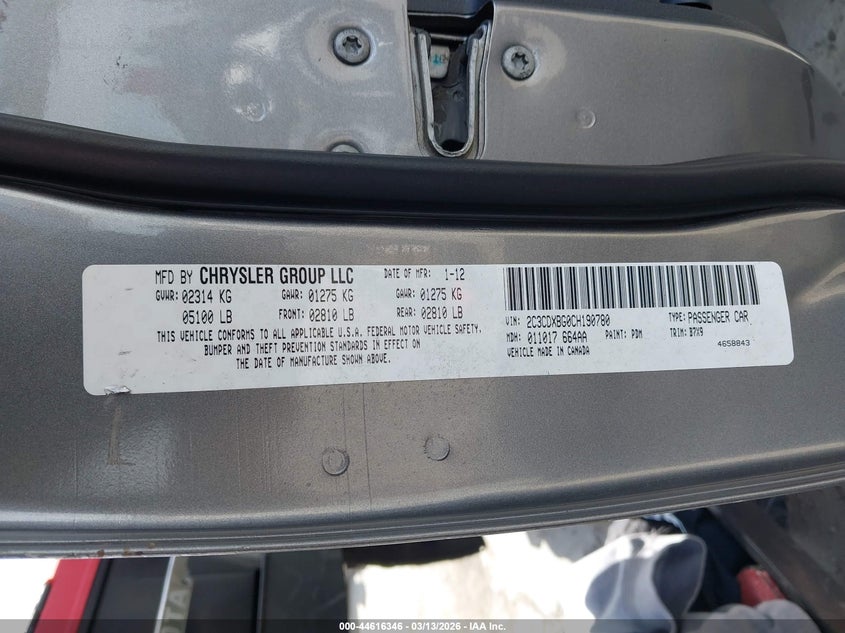 MFD BY CHRYSLER GROUP LLC DATE OF MFR: 1-12
GVWR: 02314 KG GAWR: 01275 KG GAWR: 01275 KG
05100 LB FRONT: 02810 LB REAR: 02810 LB
THIS VEHICLE CONFORMS TO ALL APPLICABLE U.S.A. FEDERAL MOTOR VEHICLE SAFETY,
BUMPER AND THEFT PREVENTION STANDARDS IN EFFECT ON
THE DATE OF MANUFACTURE SHOWN ABOVE.
VIN: 2C3CDXBG0CH190780 TYPE: PASSENGER CAR
MDH: 011017 664AA PAINT: PDM TRIM: B7X9
VEHICLE MADE IN CANADA 4658843
000-44616346 | 03/13/2026 | IAA Inc.